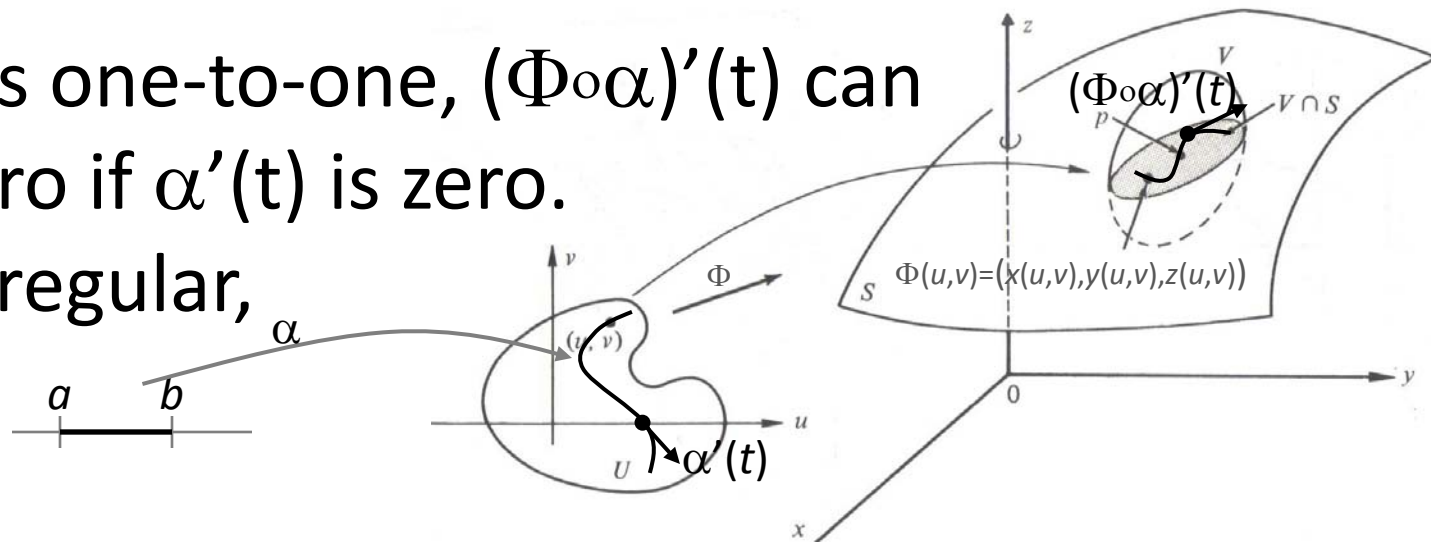 s one-to-one, (Φ∘α)’(t) can
ro if α’(t) is zero.
regular,
α
a b
v
(u, v)
u
U
α’(t)
Φ
z
V
(Φ∘α)’(t)
p
V ∩ S
S
Φ(u,v)=(x(u,v),y(u,v),z(u,v))
0
y
x